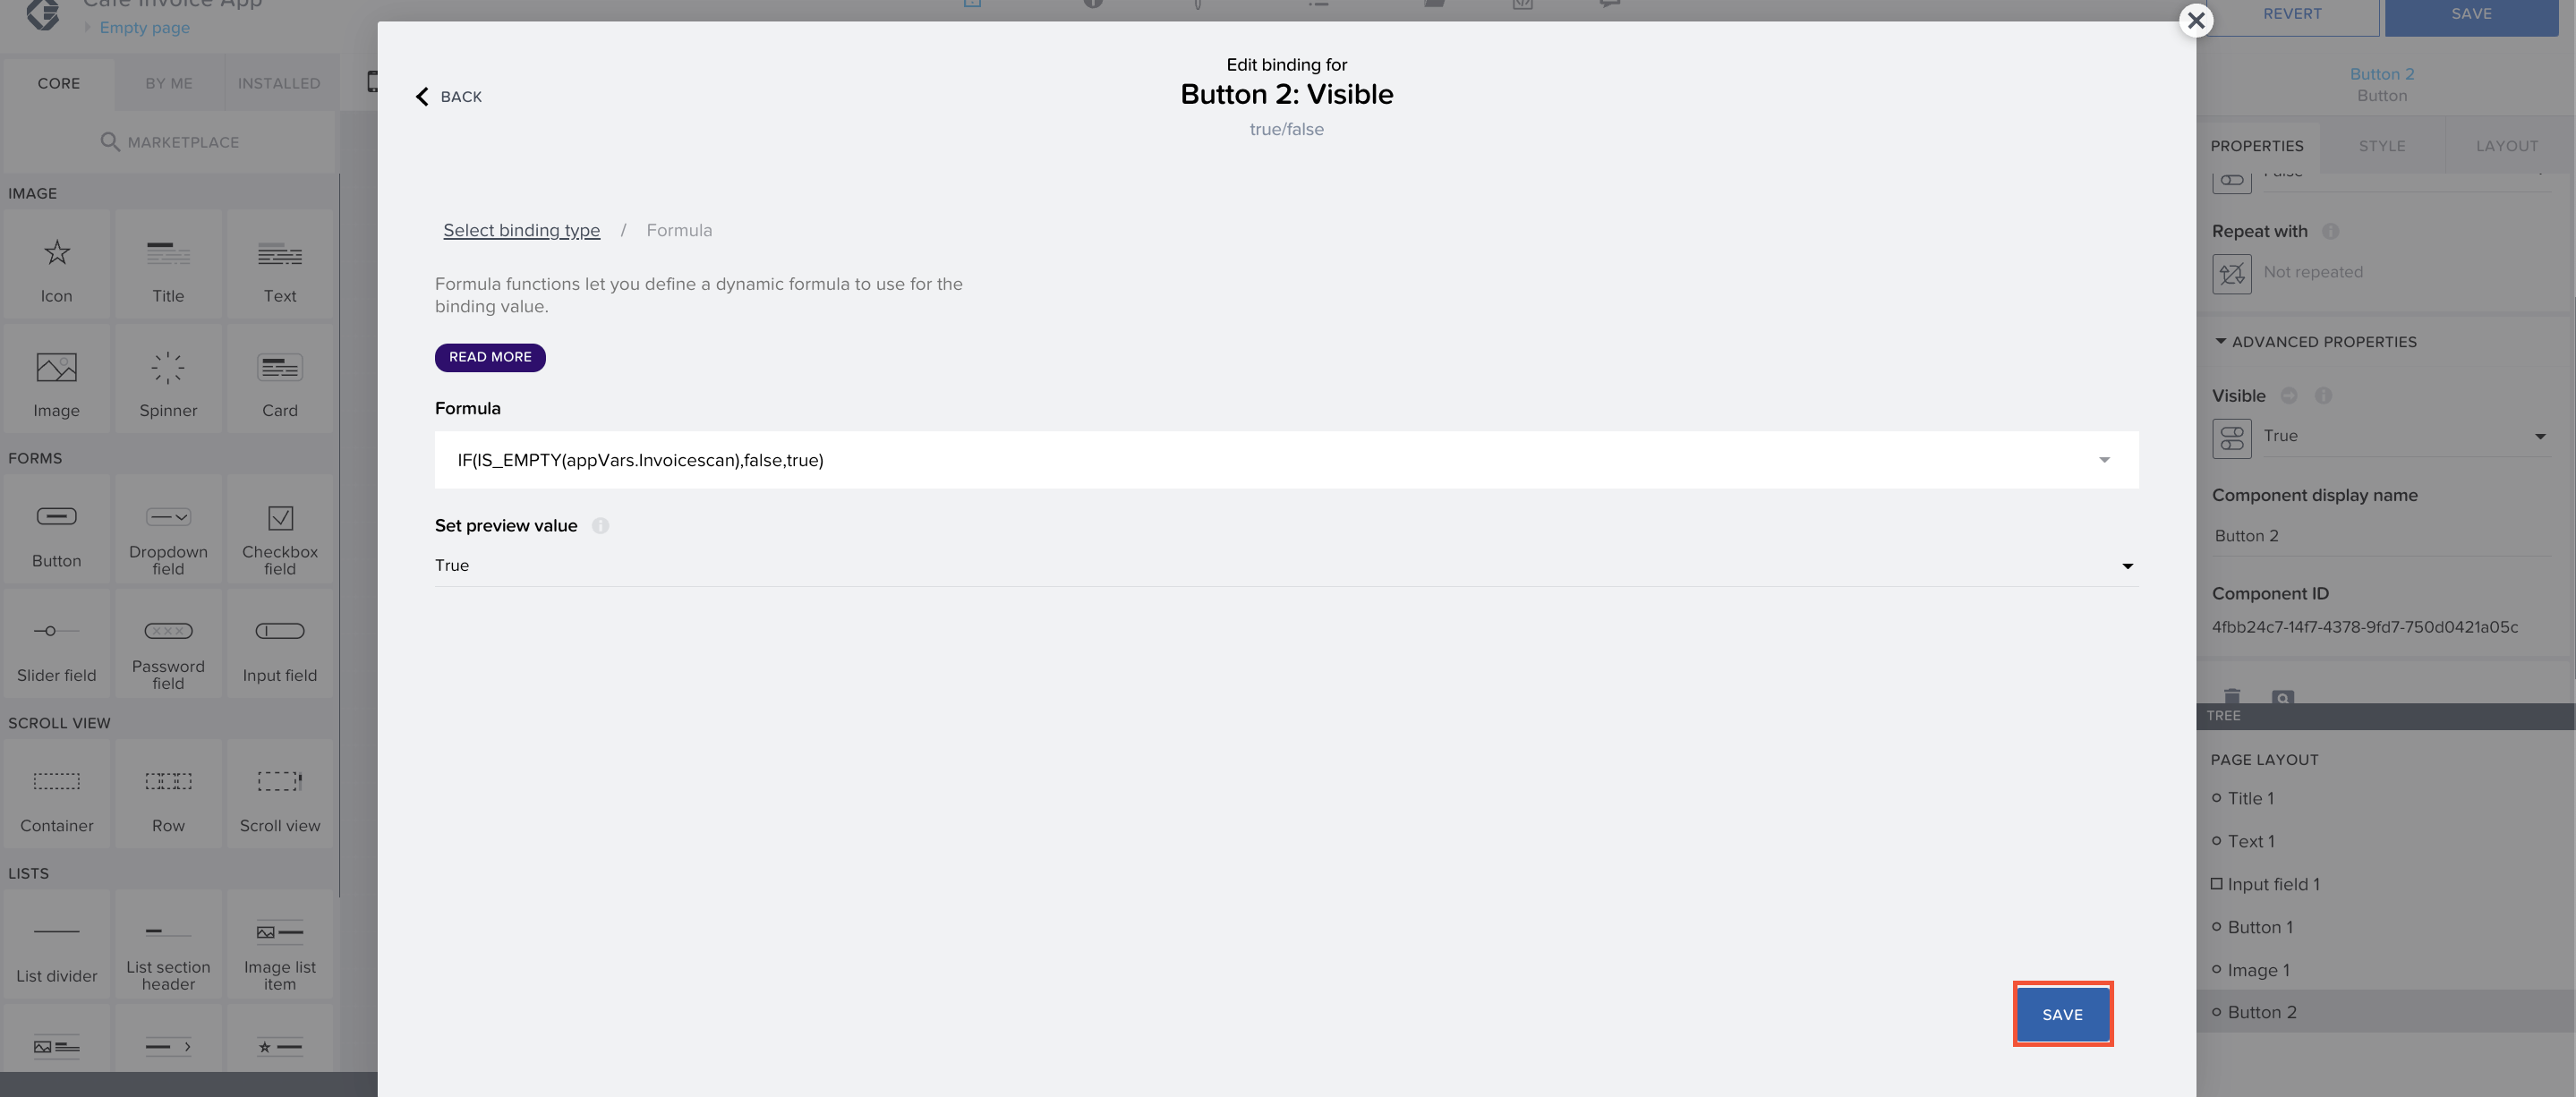 Cafe Invoice App
Empty page
REVERT
SAVE
CORE
BY ME
INSTALLED
MARKETPLACE
IMAGE
Icon
Title
Text
Image
Spinner
Card
FORMS
Button
Dropdown
field
Checkbox
field
Slider field
Password
field
Input field
SCROLL VIEW
Container
Row
Scroll view
LISTS
List divider
List section
header
Image list
item
BACK
Edit binding for
Button 2: Visible
true/false
Select binding type / Formula
Formula functions let you define a dynamic formula to use for the
binding value.
READ MORE
Formula
IF(IS_EMPTY(appVars.Invoicescan),false,true)
Set preview value
True
SAVE
Button 2
Button
PROPERTIES
STYLE
LAYOUT
False
Repeat with
Not repeated
ADVANCED PROPERTIES
Visible
True
Component display name
Button 2
Component ID
4fbb24c7-14f7-4378-9fd7-750d0421a05c
TREE
PAGE LAYOUT
Title 1
Text 1
Input field 1
Button 1
Image 1
Button 2